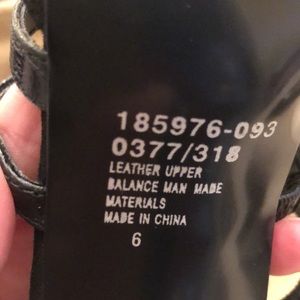 185976-093
0377/318
LEATHER UPPER
BALANCE MAN MADE
MATERIALS
MADE IN CHINA
6